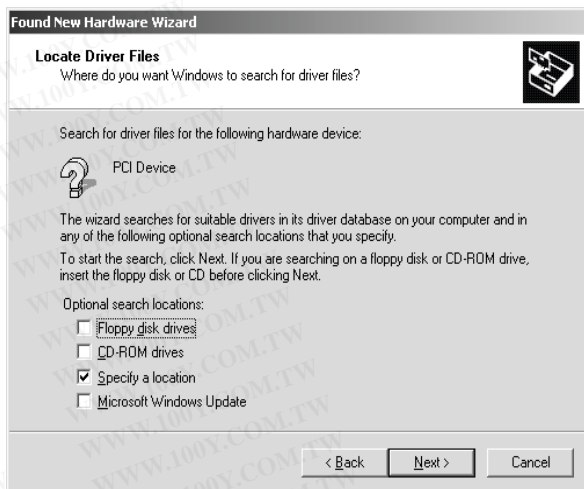 Found New Hardware Wizard
Locate Driver Files
Where do you want Windows to search for driver files?
Search for driver files for the following hardware device:
PCI Device
The wizard searches for suitable drivers in its driver database on your computer and in
any of the following optional search locations that you specify.
To start the search, click Next. If you are searching on a floppy disk or CD-ROM drive,
insert the floppy disk or CD before clicking Next.
Optional search locations:
Floppy disk drives
CD-ROM drives
Specify a location
Microsoft Windows Update
< Back
Next >
Cancel
WWW.100Y.COM.TW